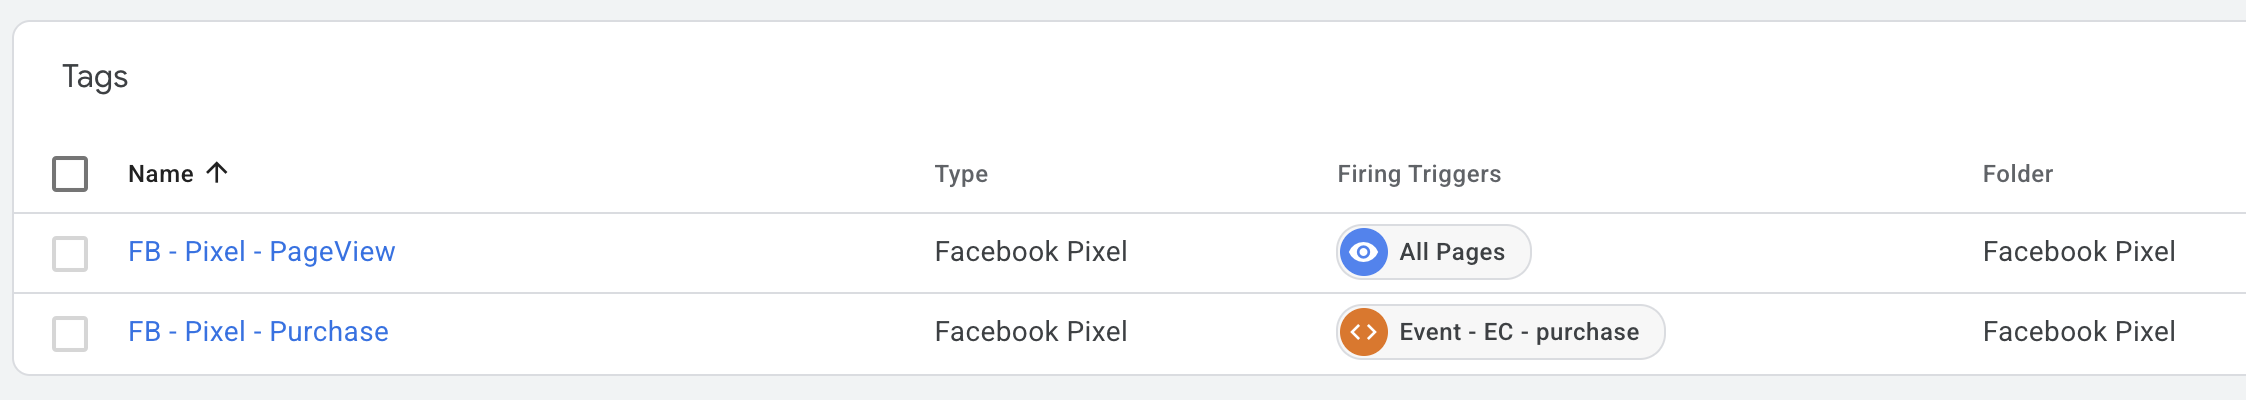 Tags
Name Type Firing Triggers Folder
FB - Pixel - PageView Facebook Pixel All Pages Facebook Pixel
FB - Pixel - Purchase Facebook Pixel Event - EC - purchase Facebook Pixel